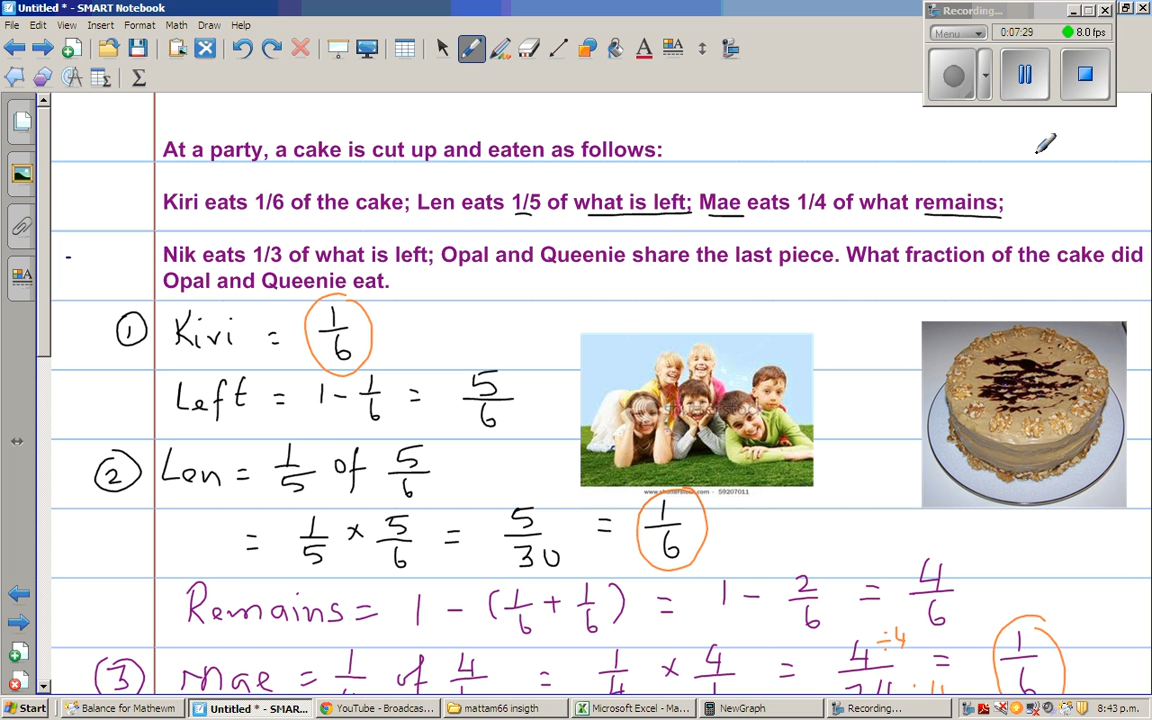 Untitled * - SMART Notebook
Recording...
File Edit View Insert Format Math Draw Help
Menu 0:07:29 8.0 fps
At a party, a cake is cut up and eaten as follows:
Kiri eats 1/6 of the cake; Len eats 1/5 of what is left; Mae eats 1/4 of what remains;
Nik eats 1/3 of what is left; Opal and Queenie share the last piece. What fraction of the cake did
Opal and Queenie eat.
① Kiri = 1/6
Left = 1 - 1/6 = 5/6
② Len = 1/5 of 5/6
www.shutterstock.com - 59207011
= 1/5 × 5/6 = 5/30 = 1/6
Remains = 1 - (1/6 + 1/6) = 1 - 2/6 = 4/6
③ Mae = 1/4 of 4/6 = 1/4 × 4/6 = 4/24 ÷4 = 1/6
Start Balance for Mathewm Untitled * - SMAR... YouTube - Broadcas... mattam66 insigth Microsoft Excel - Ma... NewGraph Recording... 8:43 p.m.